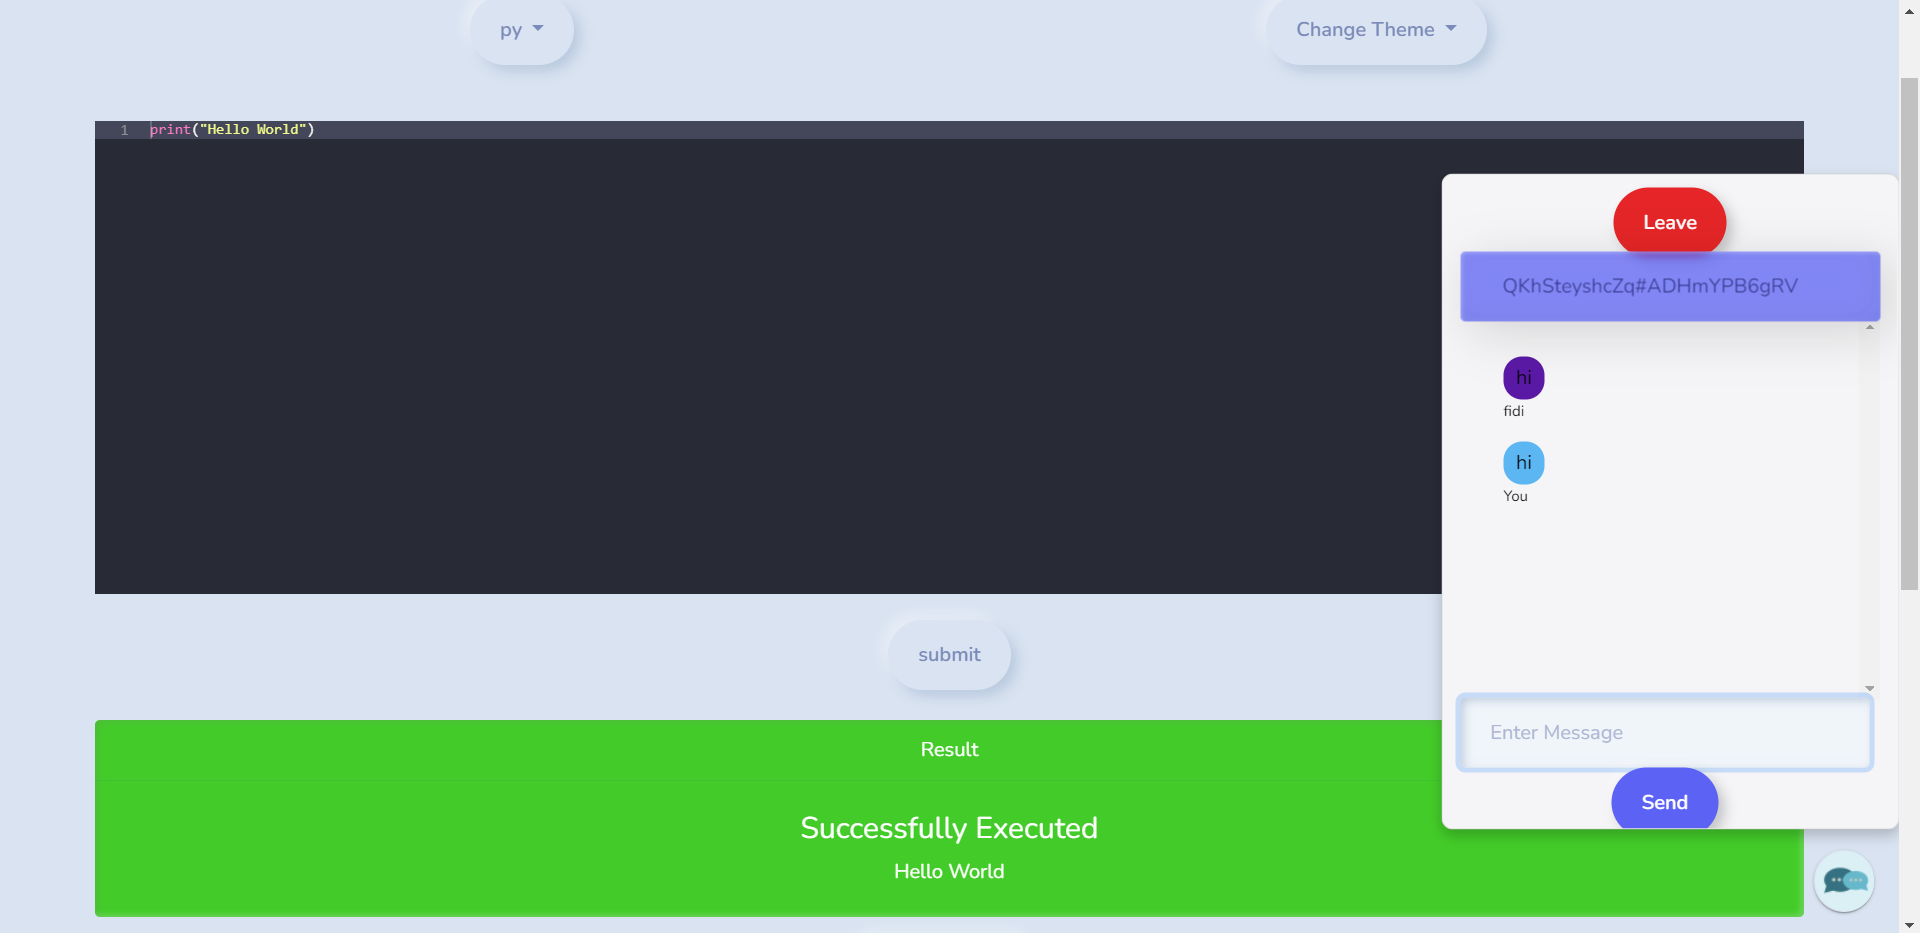 py
Change Theme
1 print("Hello World")
Leave
QKhSteyshcZq#ADHmYPB6gRV
hi
fidi
hi
You
Enter Message
Send
submit
Result
Successfully Executed
Hello World